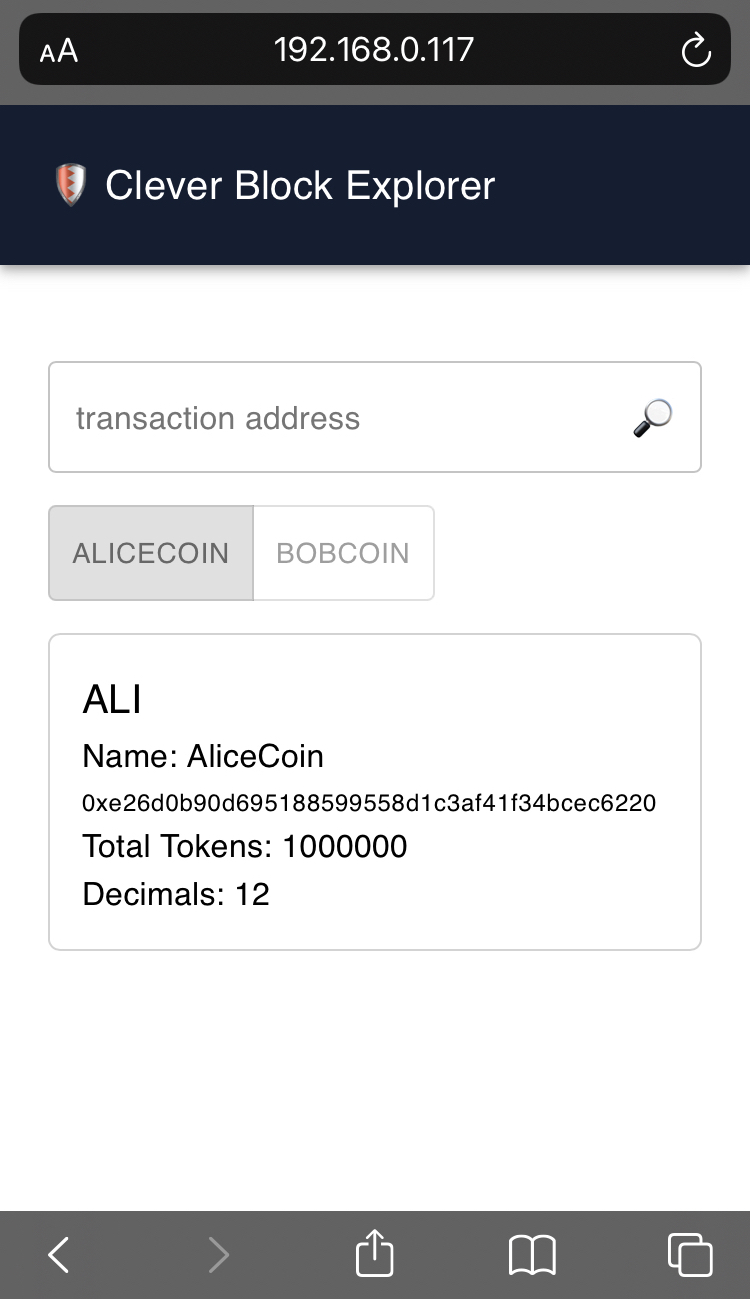 AA
192.168.0.117
Clever Block Explorer
transaction address
ALICECOIN
BOBCOIN
ALI
Name: AliceCoin
0xe26d0b90d695188599558d1c3af41f34bcec6220
Total Tokens: 1000000
Decimals: 12